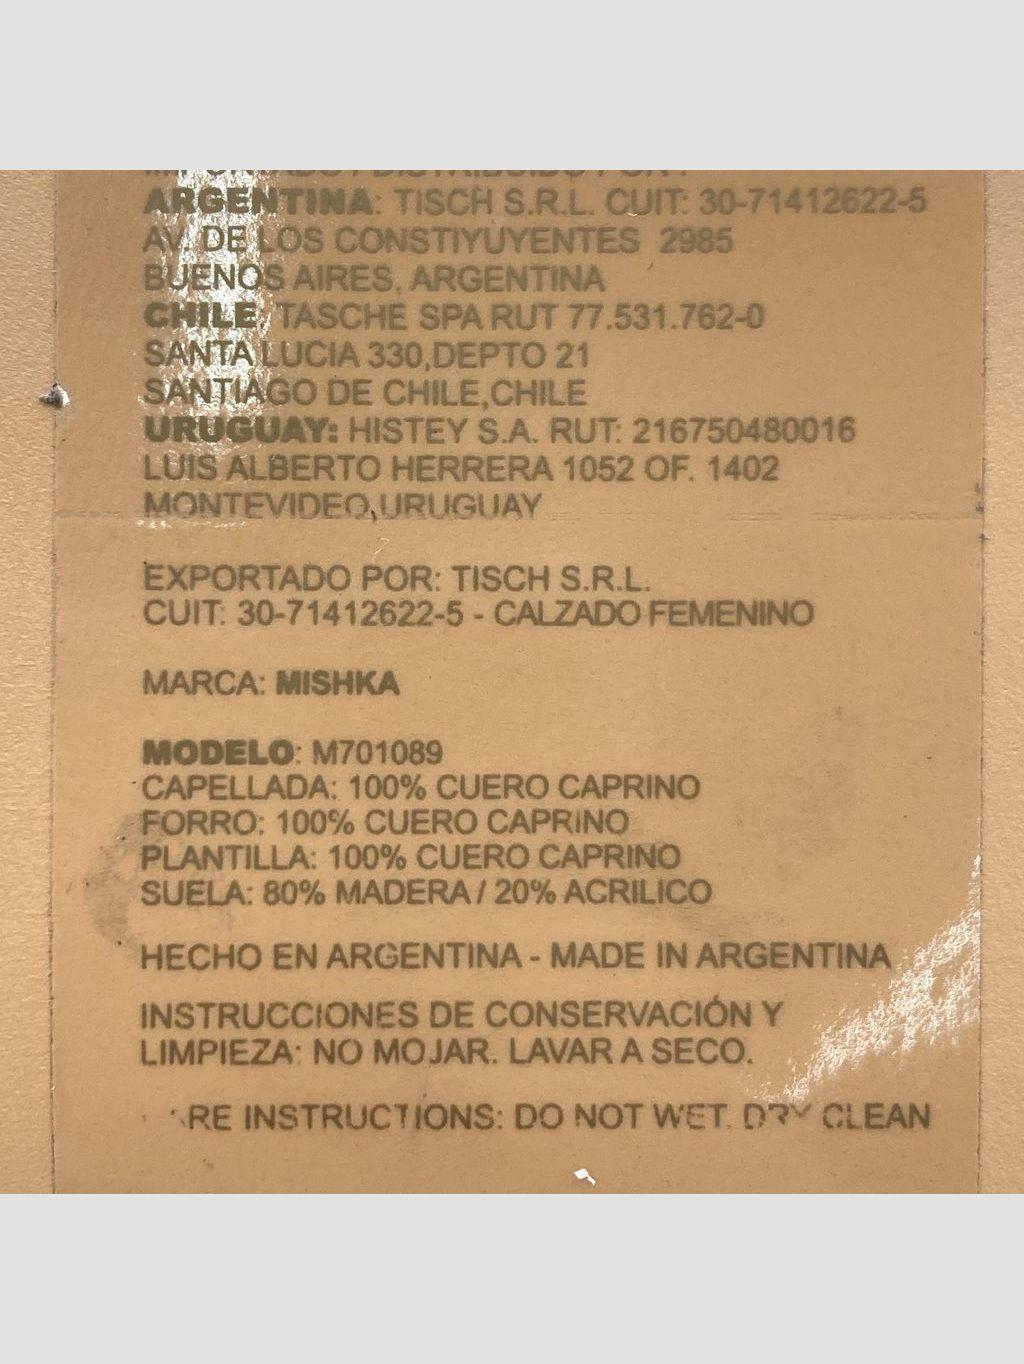 ARGENTINA: TISCH S.R.L. CUIT: 30-71412622-5
AV. DE LOS CONSTIYUYENTES 2985
BUENOS AIRES, ARGENTINA
CHILE TASCHE SPA RUT 77.531.762-0
SANTA LUCIA 330,DEPTO 21
SANTIAGO DE CHILE,CHILE
URUGUAY: HISTEY S.A. RUT: 216750480016
LUIS ALBERTO HERRERA 1052 OF. 1402
MONTEVIDEO,URUGUAY
EXPORTADO POR: TISCH S.R.L.
CUIT: 30-71412622-5 - CALZADO FEMENINO
MARCA: MISHKA
MODELO: M701089
CAPELLADA: 100% CUERO CAPRINO
FORRO: 100% CUERO CAPRINO
PLANTILLA: 100% CUERO CAPRINO
SUELA: 80% MADERA / 20% ACRILICO
HECHO EN ARGENTINA - MADE IN ARGENTINA
INSTRUCCIONES DE CONSERVACIÓN Y
LIMPIEZA: NO MOJAR. LAVAR A SECO.
INSTRUCTIONS: DO NOT WET. DRY CLEAN